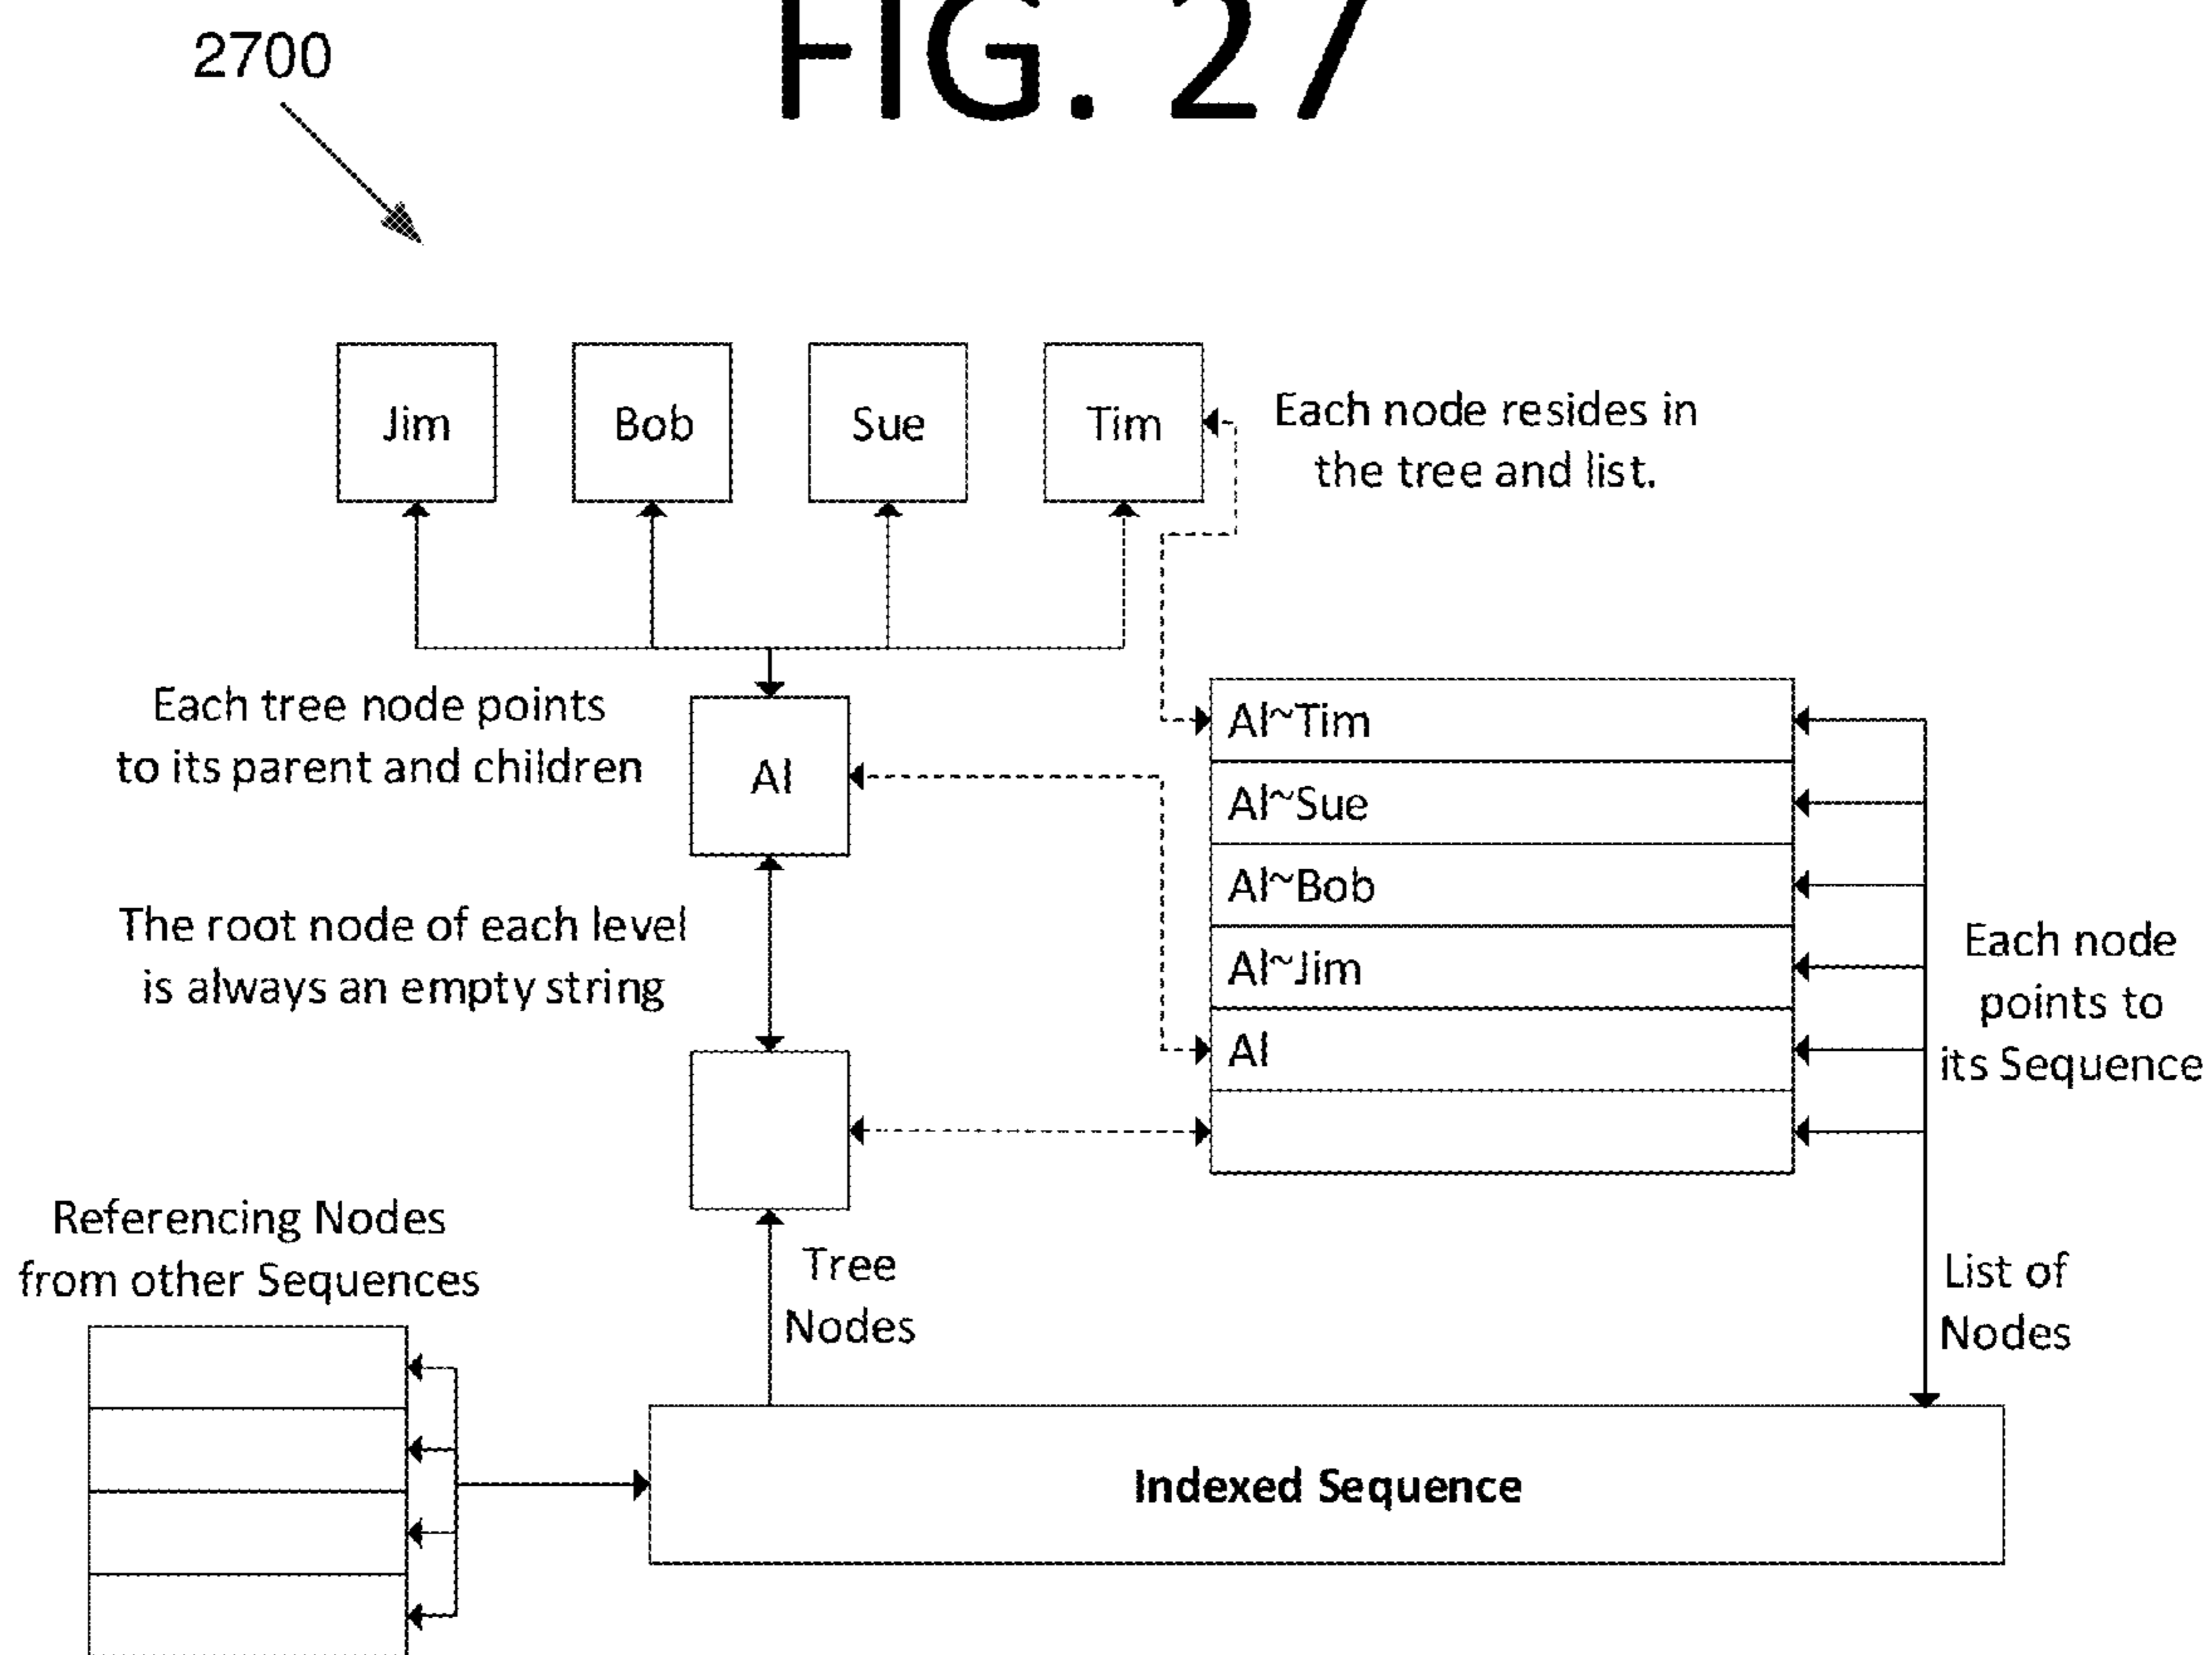 FIG. 27
2700
Jim
Bob
Sue
Tim
Each node resides in
the tree and list.
Each tree node points
to its parent and children
Al
Al~Tim
Al~Sue
Al~Bob
Al~Jim
Al
The root node of each level
is always an empty string
Each node
points to
its Sequence
Referencing Nodes
from other Sequences
Tree
Nodes
List of
Nodes
Indexed Sequence